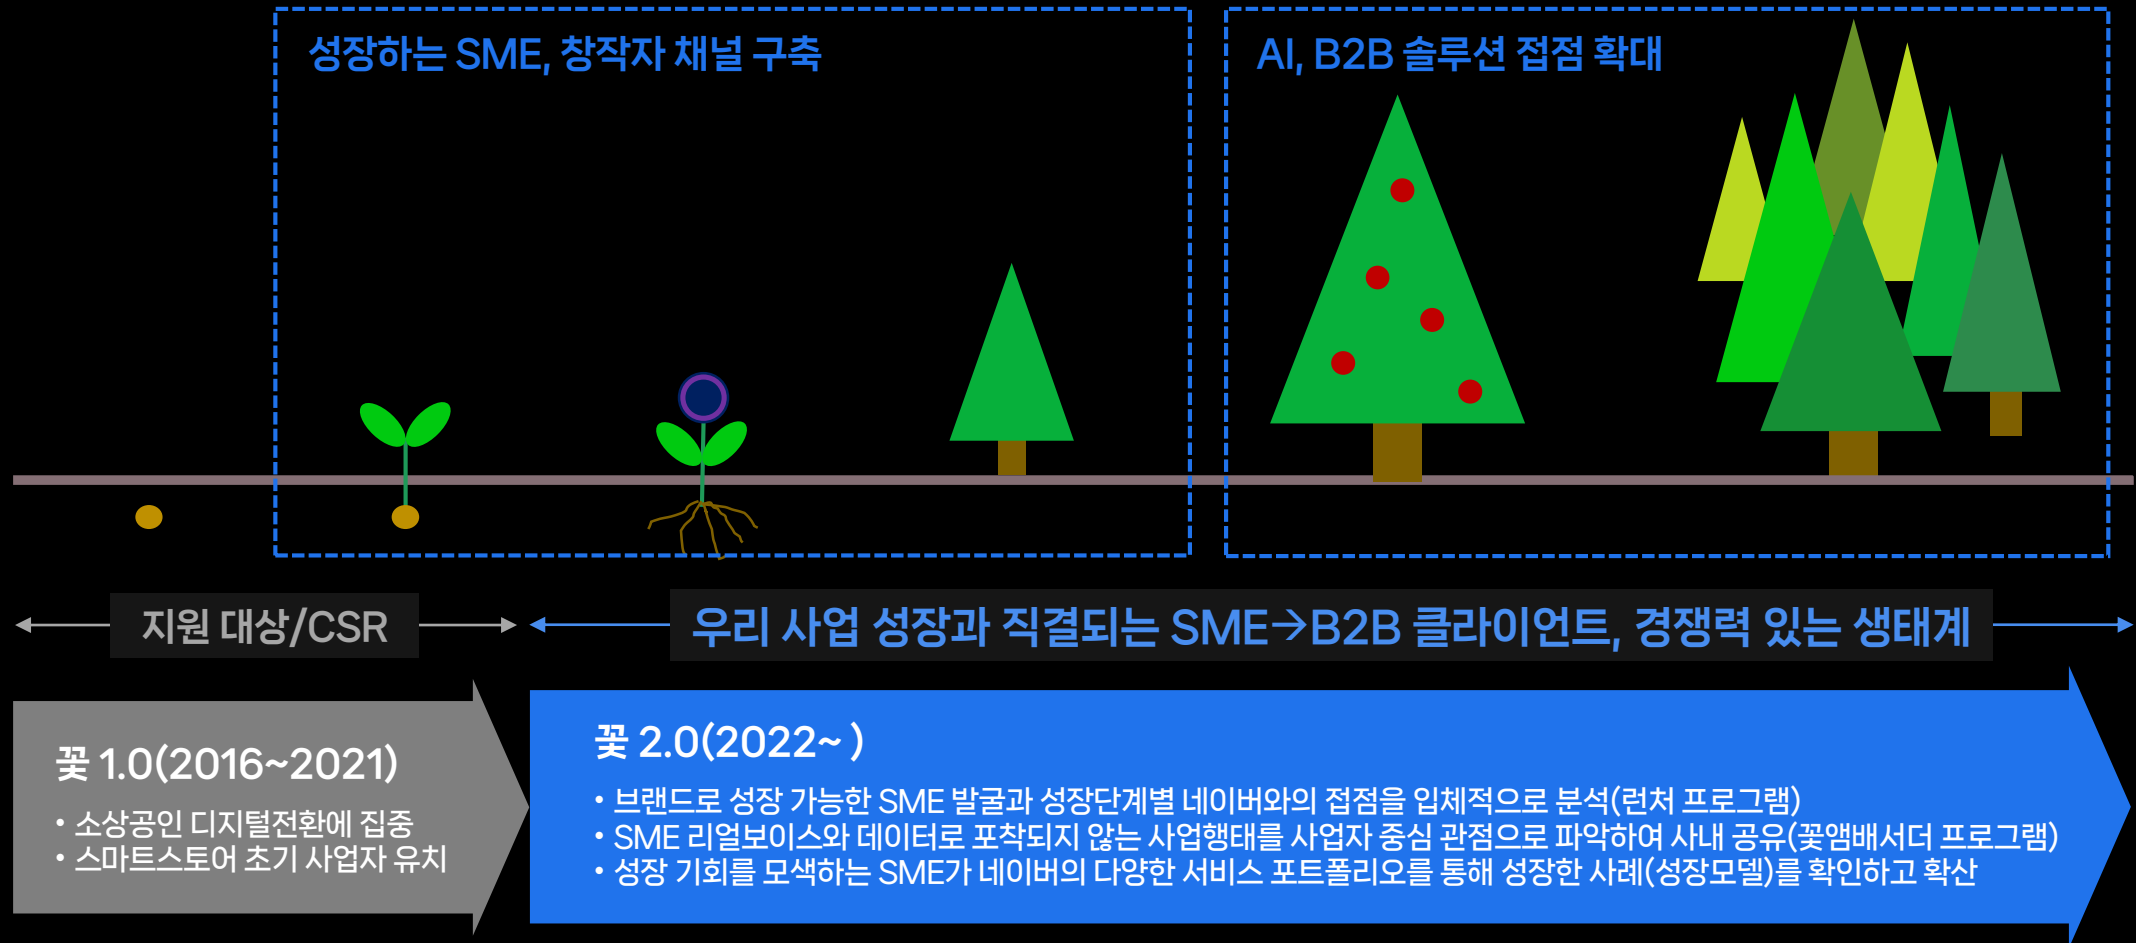 성장하는 SME, 창작자 채널 구축
AI, B2B 솔루션 접점 확대
지원 대상/CSR
우리 사업 성장과 직결되는 SME→B2B 클라이언트, 경쟁력 있는 생태계
꽃 1.0(2016~2021)
• 소상공인 디지털전환에 집중
• 스마트스토어 초기 사업자 유치
꽃 2.0(2022~ )
• 브랜드로 성장 가능한 SME 발굴과 성장단계별 네이버와의 접점을 입체적으로 분석(런처 프로그램)
• SME 리얼보이스와 데이터로 포착되지 않는 사업행태를 사업자 중심 관점으로 파악하여 사내 공유(꽃앰배서더 프로그램)
• 성장 기회를 모색하는 SME가 네이버의 다양한 서비스 포트폴리오를 통해 성장한 사례(성장모델)를 확인하고 확산